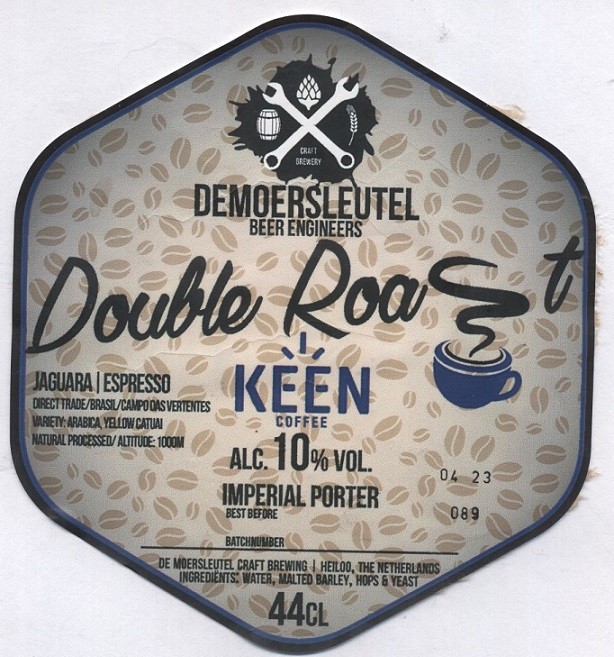 CRAFT
BREWERY
DEMOERSLEUTEL
BEER ENGINEERS
Double Roast
JAGUARA | ESPRESSO
DIRECT TRADE/BRASIL/CAMPO DAS VERTENTES
VARIETY: ARABICA, YELLOW CATUAI
NATURAL PROCESSED/ ALTITUDE: 1000M
KEEN
COFFEE
ALC. 10% VOL.
IMPERIAL PORTER
BEST BEFORE
04 23
089
BATCHNUMBER
DE MOERSLEUTEL CRAFT BREWING | HEILOO, THE NETHERLANDS
INGREDIËNTS: WATER, MALTED BARLEY, HOPS & YEAST
44CL